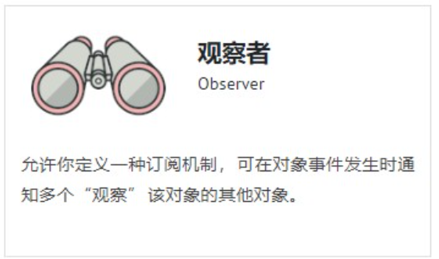 观察者
Observer
允许你定义一种订阅机制，可在对象事件发生时通
知多个“观察”该对象的其他对象。